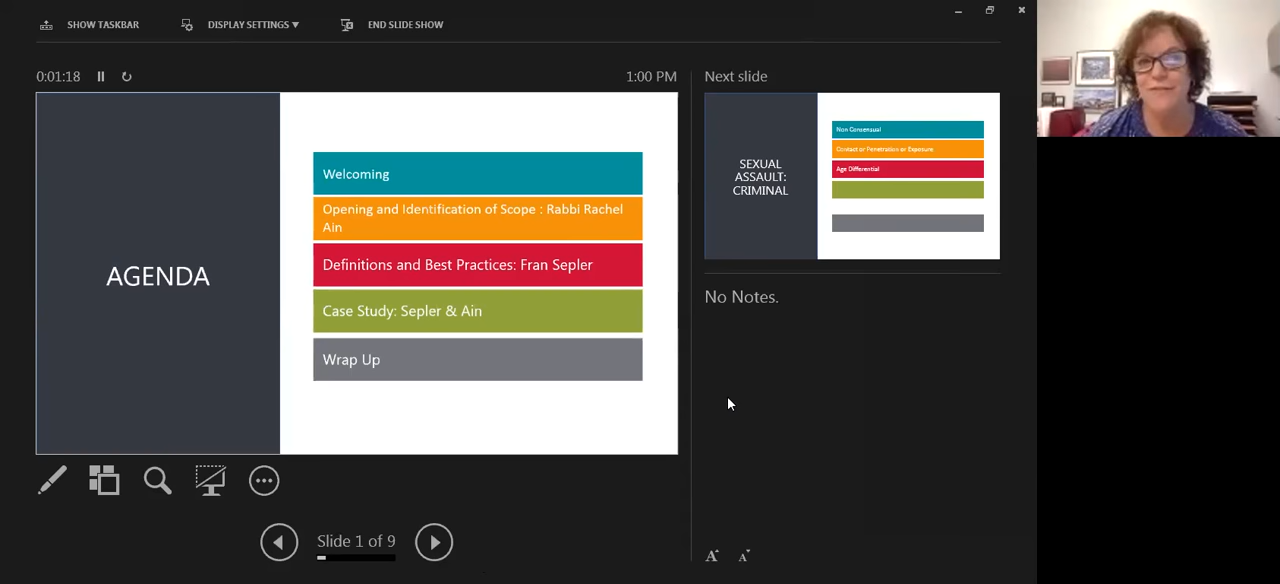 SHOW TASKBAR
DISPLAY SETTINGS ▼
END SLIDE SHOW
0:01:18
1:00 PM
AGENDA
Welcoming
Opening and Identification of Scope : Rabbi Rachel
Ain
Definitions and Best Practices: Fran Sepler
Case Study: Sepler & Ain
Wrap Up
Slide 1 of 9
Next slide
SEXUAL
ASSAULT:
CRIMINAL
Non Consensual
Contact or Penetration or Exposure
Age Differential
No Notes.
A
A